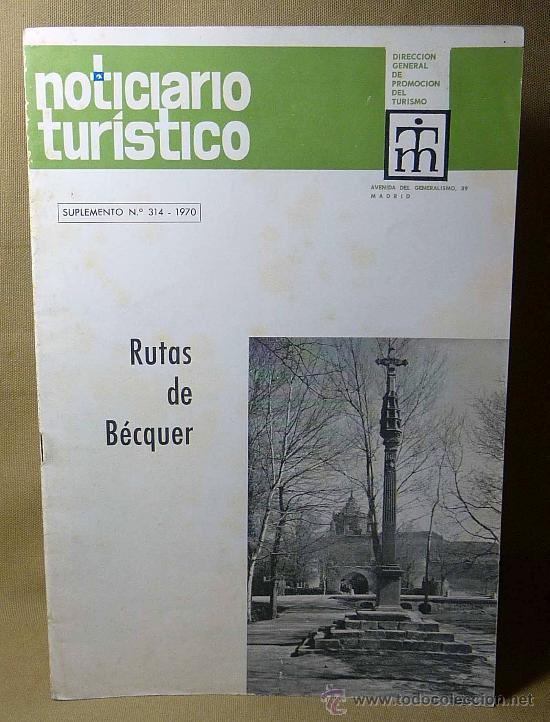 noticiario
turístico
DIRECCION
GENERAL
DE
PROMOCION
DEL
TURISMO
AVENIDA DEL GENERALISIMO, 39
MADRID
SUPLEMENTO N.º 314 - 1970
Rutas
de
Bécquer
www.todocoleccion.net